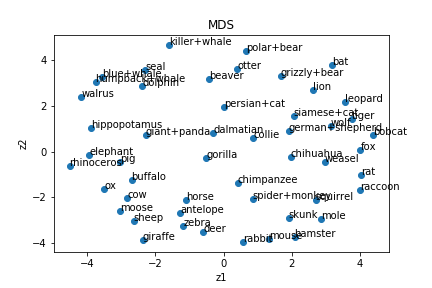 MDS
killer+whale
polar+bear
seal
otter
bat
blue+whale
grizzly+bear
humpback+whale
beaver
dolphin
lion
walrus
leopard
persian+cat
siamese+cat
tiger
hippopotamus
wolf
german+shepherd
giant+panda
dalmatian
collie
bobcat
fox
elephant
gorilla
chihuahua
pig
weasel
rhinoceros
rat
buffalo
chimpanzee
ox
raccoon
cow
horse
spider+monkey
squirrel
moose
antelope
sheep
skunk
mole
zebra
deer
giraffe
rabbit
mouse
hamster
z2
4
2
0
−2
−4
−4
−2
0
2
4
z1